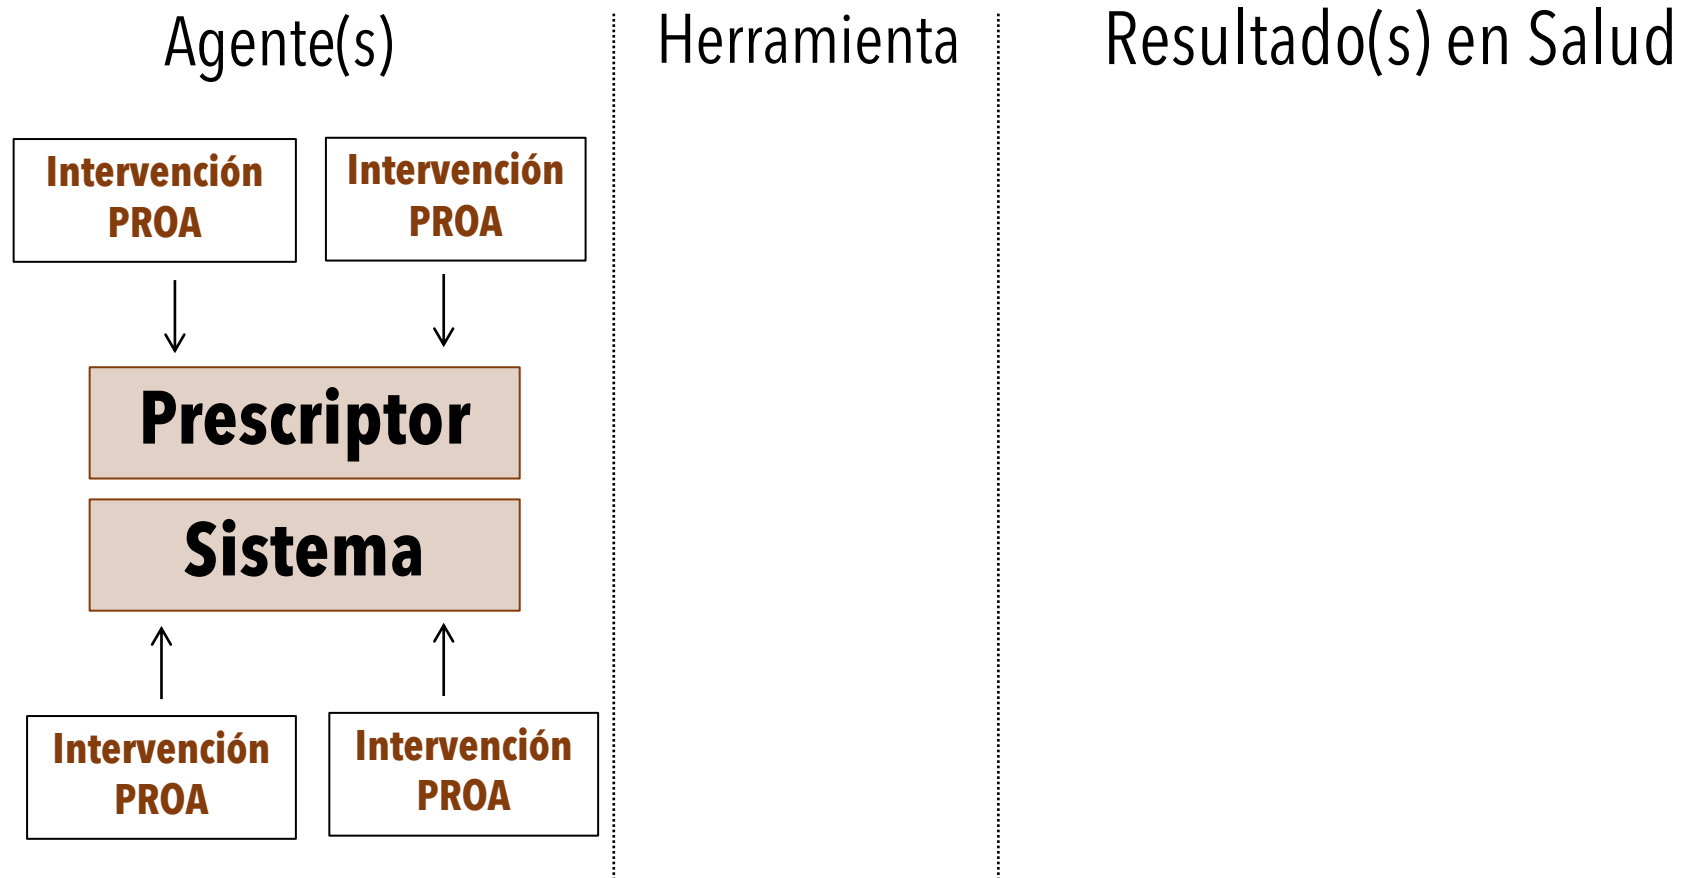 Agente(s)
Herramienta
Resultado(s) en Salud
Intervención
PROA
Intervención
PROA
Prescriptor
Sistema
Intervención
PROA
Intervención
PROA